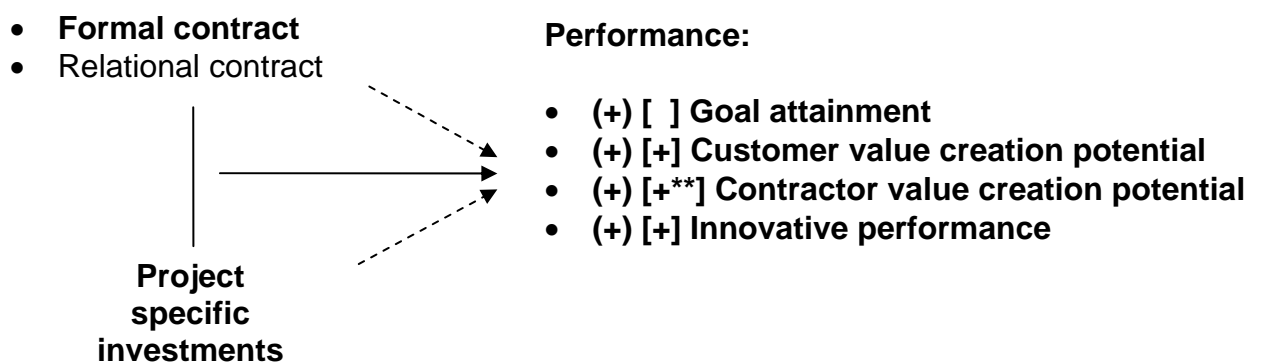 • Formal contract
• Relational contract
Performance:
• (+) [ ] Goal attainment
• (+) [+] Customer value creation potential
• (+) [+**] Contractor value creation potential
• (+) [+] Innovative performance
Project
specific
investments